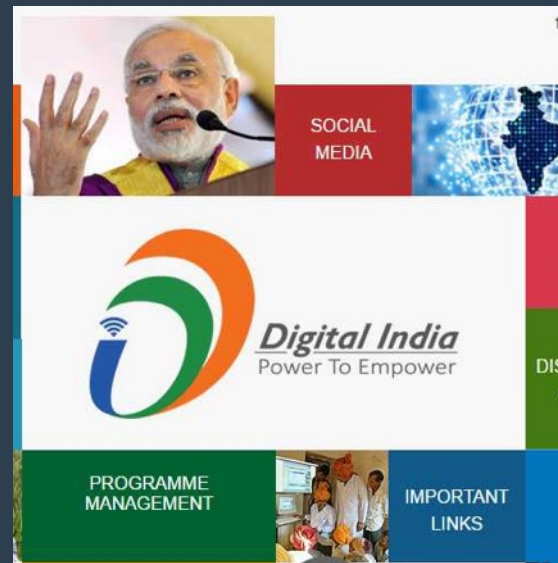 SOCIAL
MEDIA
Digital India
Power To Empower
PROGRAMME
MANAGEMENT
IMPORTANT
LINKS